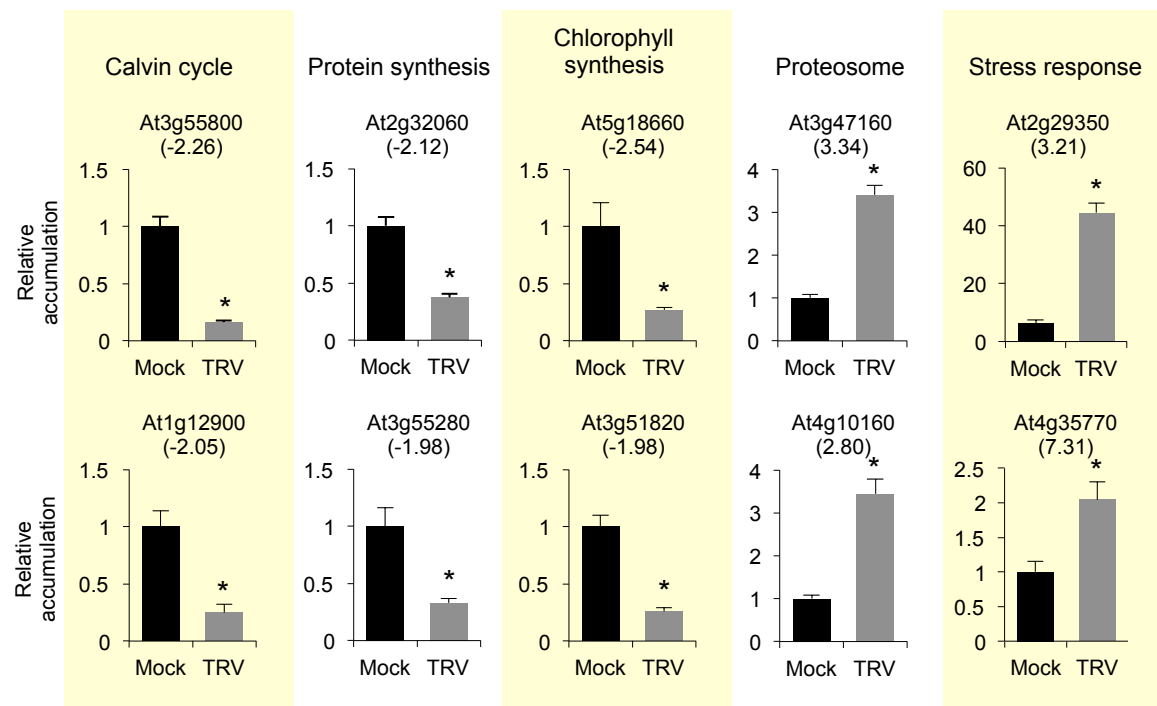 Calvin cycle
Protein synthesis
Chlorophyll
synthesis
Proteosome
Stress response
Relative
accumulation
At3g55800
(-2.26)
1.5
1
0.5
0
*
Mock TRV
At2g32060
(-2.12)
1.5
1
0.5
0
*
Mock TRV
At5g18660
(-2.54)
1.5
1
0.5
0
*
Mock TRV
At3g47160
(3.34)
4
3
2
1
0
*
Mock TRV
At2g29350
(3.21)
60
40
20
0
*
Mock TRV
Relative
accumulation
At1g12900
(-2.05)
1.5
1
0.5
0
*
Mock TRV
At3g55280
(-1.98)
1.5
1
0.5
0
*
Mock TRV
At3g51820
(-1.98)
1.5
1
0.5
0
*
Mock TRV
At4g10160
(2.80)
4
3
2
1
0
*
Mock TRV
At4g35770
(7.31)
2.5
2
1.5
1
0.5
0
*
Mock TRV